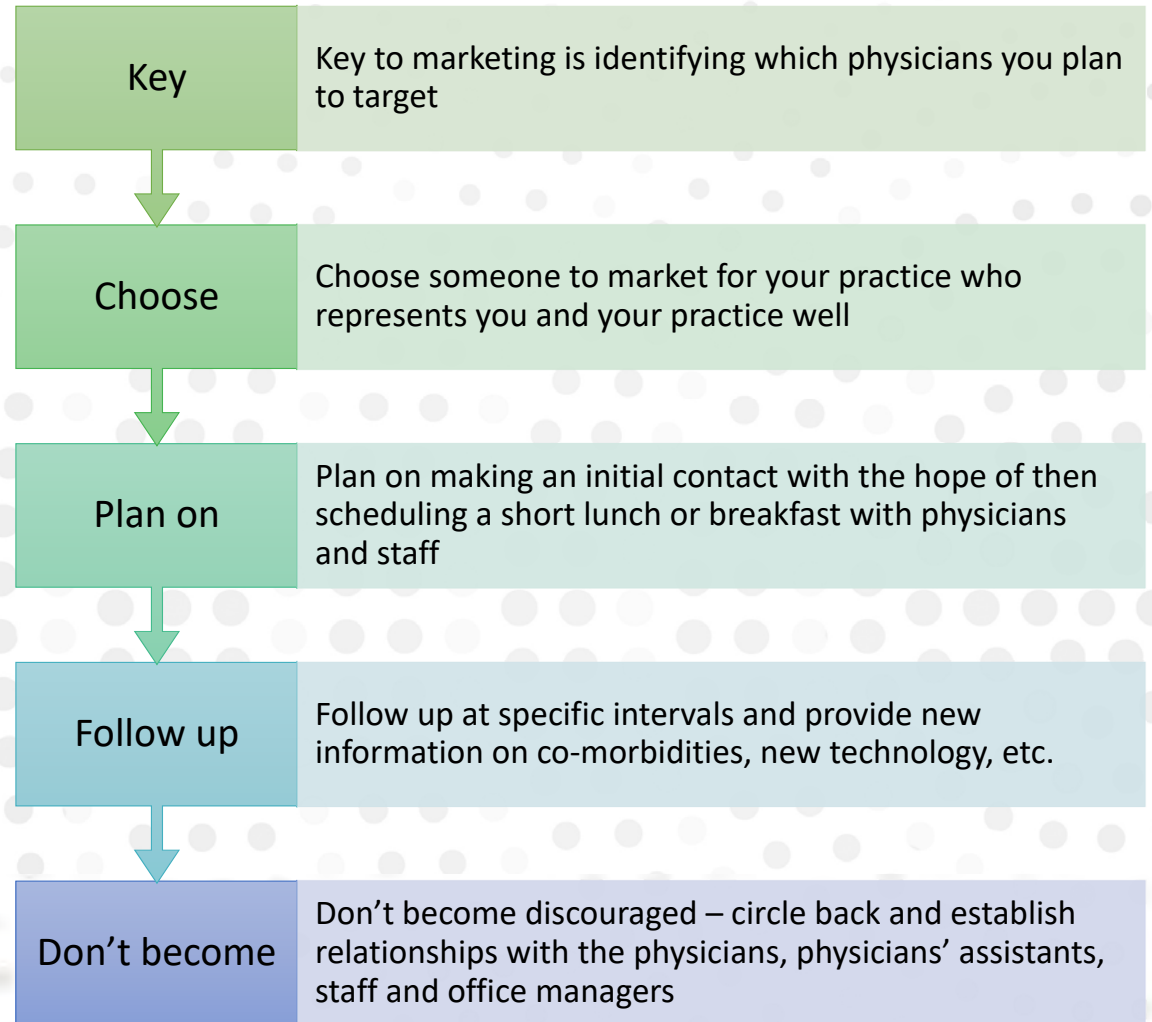 Key
Key to marketing is identifying which physicians you plan
to target
Choose
Choose someone to market for your practice who
represents you and your practice well
Plan on
Plan on making an initial contact with the hope of then
scheduling a short lunch or breakfast with physicians
and staff
Follow up
Follow up at specific intervals and provide new
information on co-morbidities, new technology, etc.
Don’t become
Don’t become discouraged – circle back and establish
relationships with the physicians, physicians’ assistants,
staff and office managers